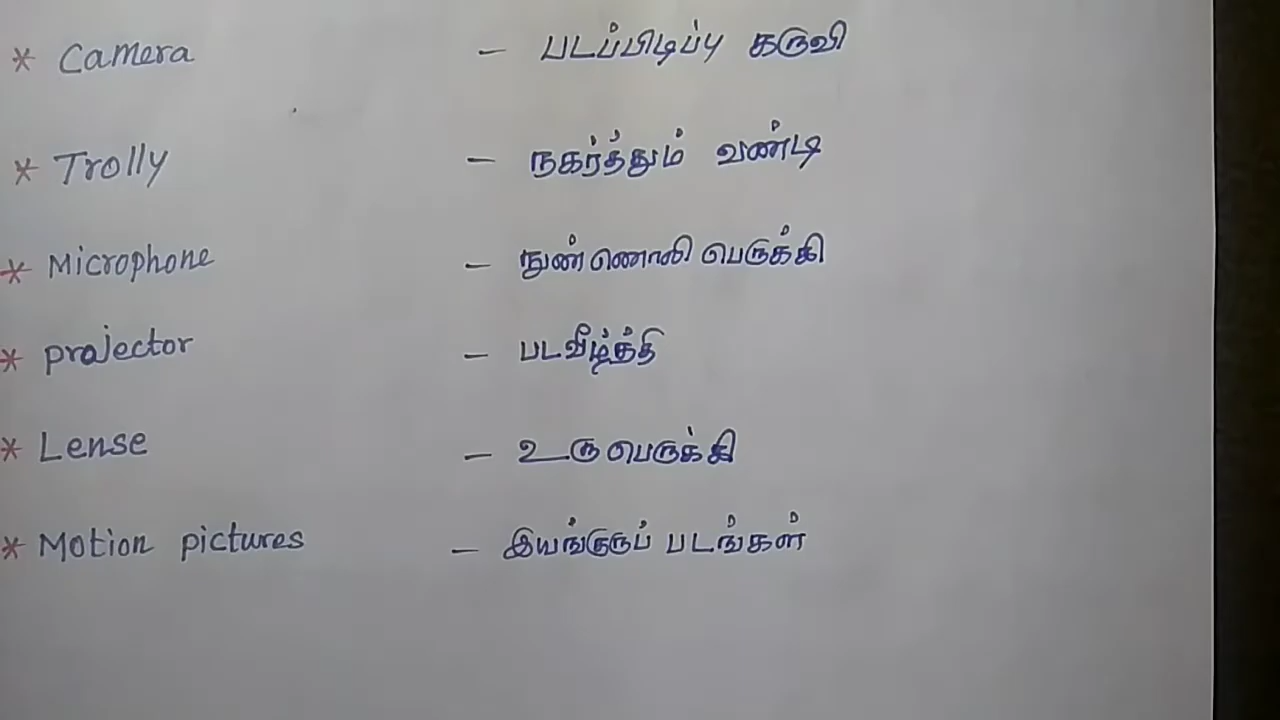 * Camera - படப்பிடிப்பு கருவி
* Trolly - நகர்த்தும் வண்டி
* Microphone - நுண்ணொலி பெருக்கி
* projector - படவீழ்த்தி
* Lense - உருபெருக்கி
* Motion pictures - இயங்குருப் படங்கள்